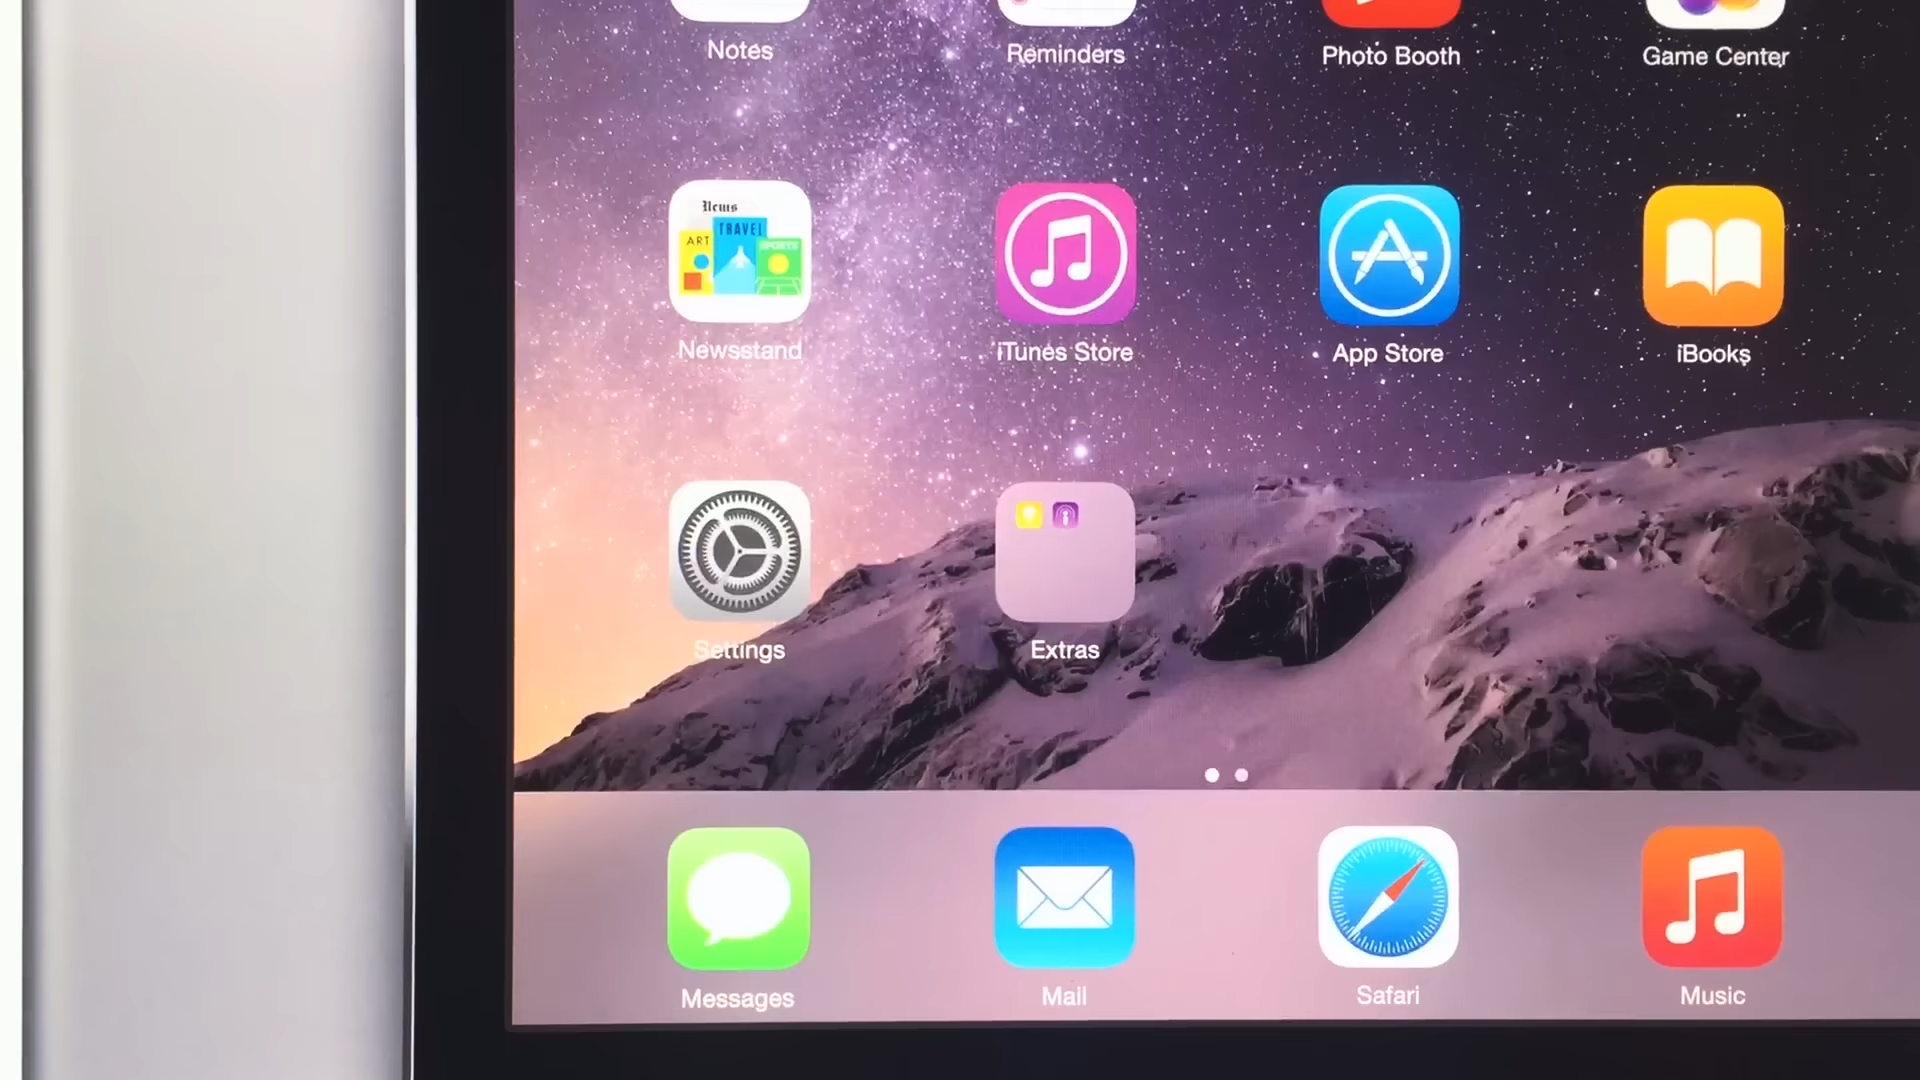 Notes
Reminders
Photo Booth
Game Center
News
TRAVEL
ART
SPORTS
Newsstand
iTunes Store
App Store
iBooks
Settings
Extras
Messages
Mail
Safari
Music